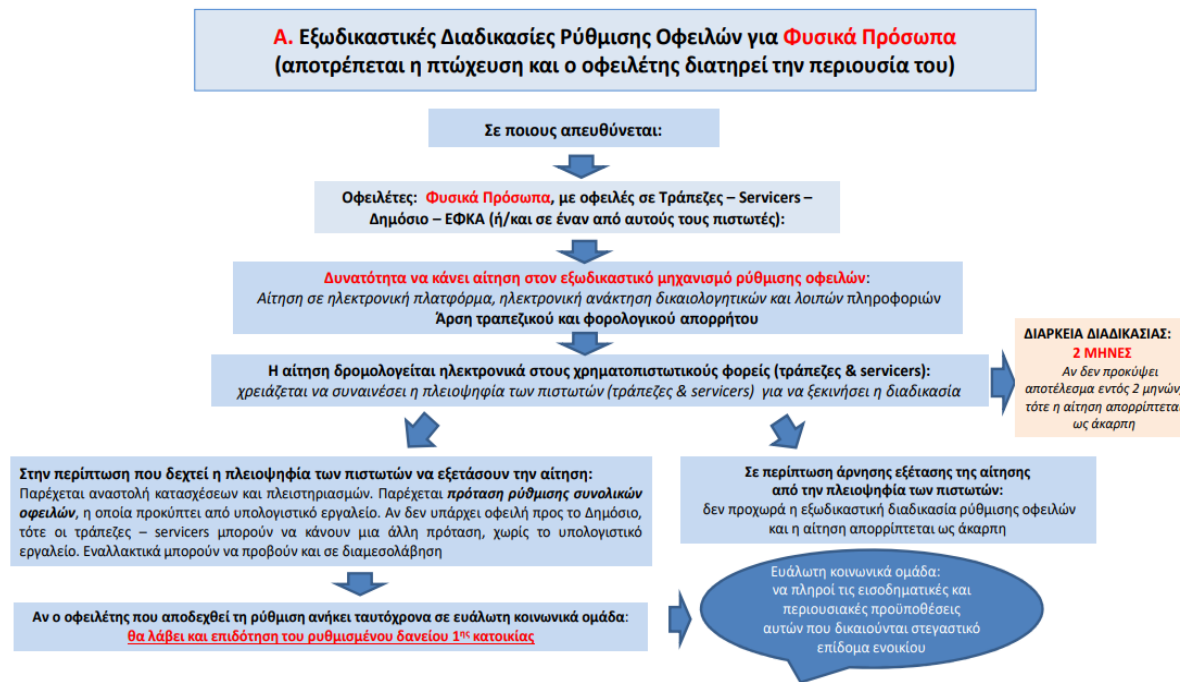 Α. Εξωδικαστικές Διαδικασίες Ρύθμισης Οφειλών για Φυσικά Πρόσωπα
(αποτρέπεται η πτώχευση και ο οφειλέτης διατηρεί την περιουσία του)
Σε ποιους απευθύνεται:
Οφειλέτες: Φυσικά Πρόσωπα, με οφειλές σε Τράπεζες – Servicers –
Δημόσιο – ΕΦΚΑ (ή/και σε έναν από αυτούς τους πιστωτές):
Δυνατότητα να κάνει αίτηση στον εξωδικαστικό μηχανισμό ρύθμισης οφειλών:
Αίτηση σε ηλεκτρονική πλατφόρμα, ηλεκτρονική ανάκτηση δικαιολογητικών και λοιπών πληροφοριών
Άρση τραπεζικού και φορολογικού απορρήτου
Η αίτηση δρομολογείται ηλεκτρονικά στους χρηματοπιστωτικούς φορείς (τράπεζες & servicers):
χρειάζεται να συναινέσει η πλειοψηφία των πιστωτών (τράπεζες & servicers) για να ξεκινήσει η διαδικασία
ΔΙΑΡΚΕΙΑ ΔΙΑΔΙΚΑΣΙΑΣ:
2 ΜΗΝΕΣ
Αν δεν προκύψει
αποτέλεσμα εντός 2 μηνών,
τότε η αίτηση απορρίπτεται
ως άκαρπη
Στην περίπτωση που δεχτεί η πλειοψηφία των πιστωτών να εξετάσουν την αίτηση:
Παρέχεται αναστολή κατασχέσεων και πλειστηριασμών. Παρέχεται πρόταση ρύθμισης συνολικών
οφειλών, η οποία προκύπτει από υπολογιστικό εργαλείο. Αν δεν υπάρχει οφειλή προς το Δημόσιο,
τότε οι τράπεζες – servicers μπορούν να κάνουν μια άλλη πρόταση, χωρίς το υπολογιστικό
εργαλείο. Εναλλακτικά μπορούν να προβούν και σε διαμεσολάβηση
Σε περίπτωση άρνησης εξέτασης της αίτησης
από την πλειοψηφία των πιστωτών:
δεν προχωρά η εξωδικαστική διαδικασία ρύθμισης οφειλών
και η αίτηση απορρίπτεται ως άκαρπη
Αν ο οφειλέτης που αποδεχθεί τη ρύθμιση ανήκει ταυτόχρονα σε ευάλωτη κοινωνικά ομάδα:
θα λάβει και επιδότηση του ρυθμισμένου δανείου 1ης κατοικίας
Ευάλωτη κοινωνικά ομάδα:
να πληροί τις εισοδηματικές και
περιουσιακές προϋποθέσεις
αυτών που δικαιούνται στεγαστικό
επίδομα ενοικίου